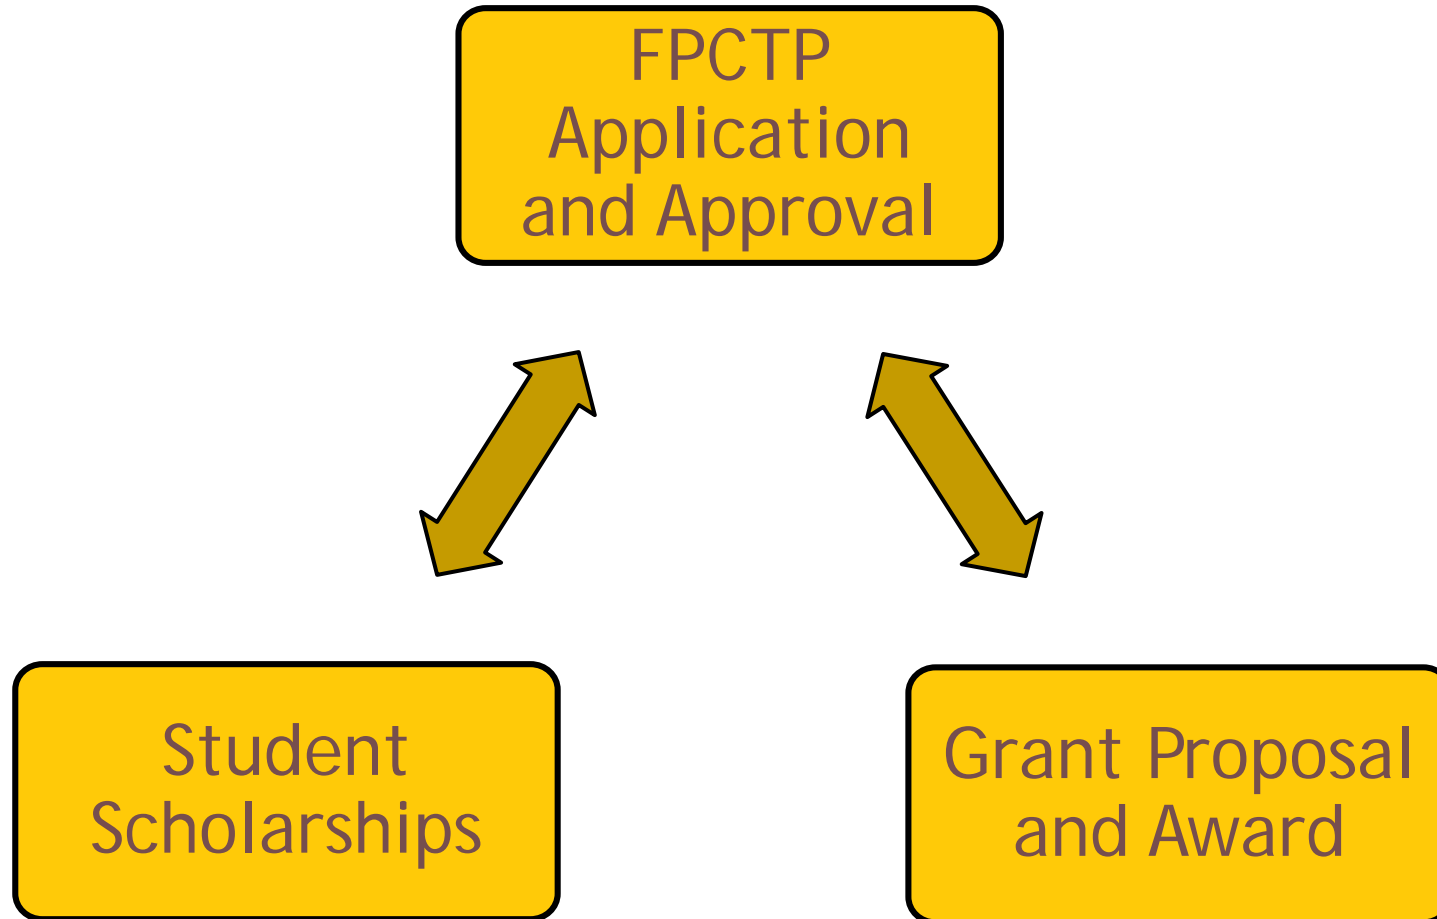 FPCTP
Application
and Approval
Student
Scholarships
Grant Proposal
and Award